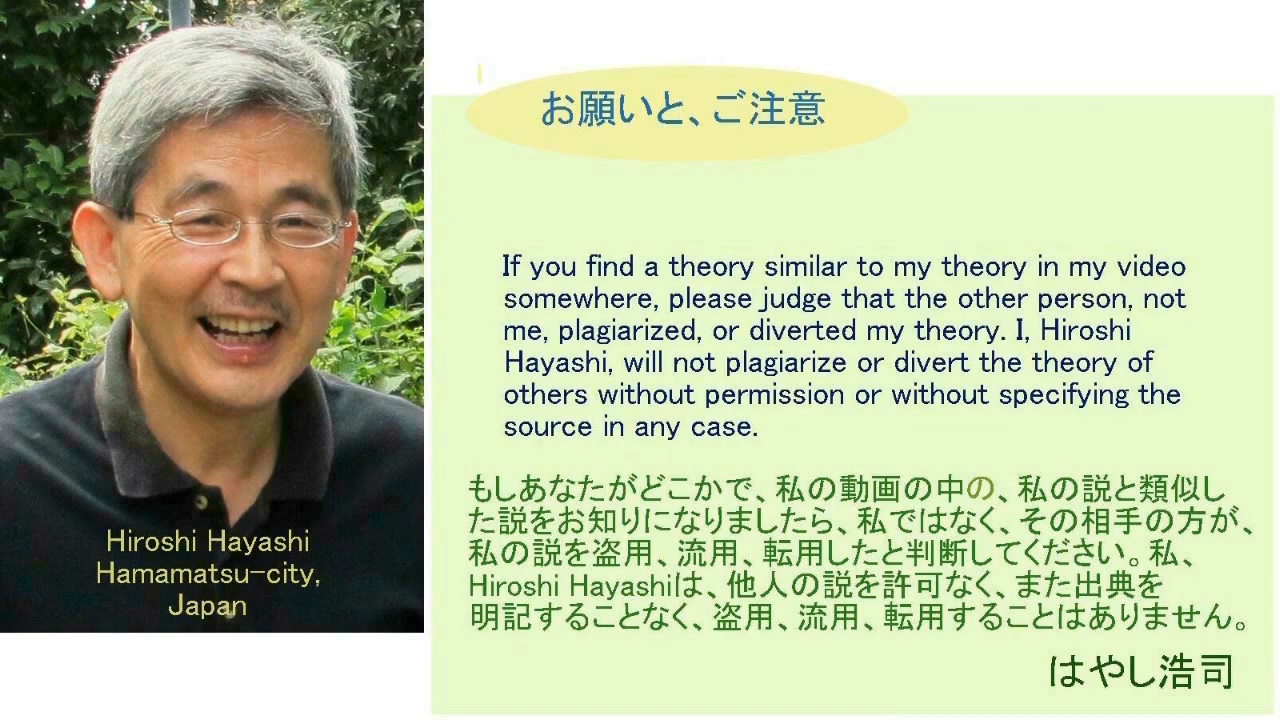 お願いと、ご注意
If you find a theory similar to my theory in my video
somewhere, please judge that the other person, not
me, plagiarized, or diverted my theory. I, Hiroshi
Hayashi, will not plagiarize or divert the theory of
others without permission or without specifying the
source in any case.
もしあなたがどこかで、私の動画の中の、私の説と類似し
た説をお知りになりましたら、私ではなく、その相手の方が、
私の説を盗用、流用、転用したと判断してください。私、
Hiroshi Hayashiは、他人の説を許可なく、また出典を
明記することなく、盗用、流用、転用することはありません。
はやし浩司
Hiroshi Hayashi
Hamamatsu-city,
Japan